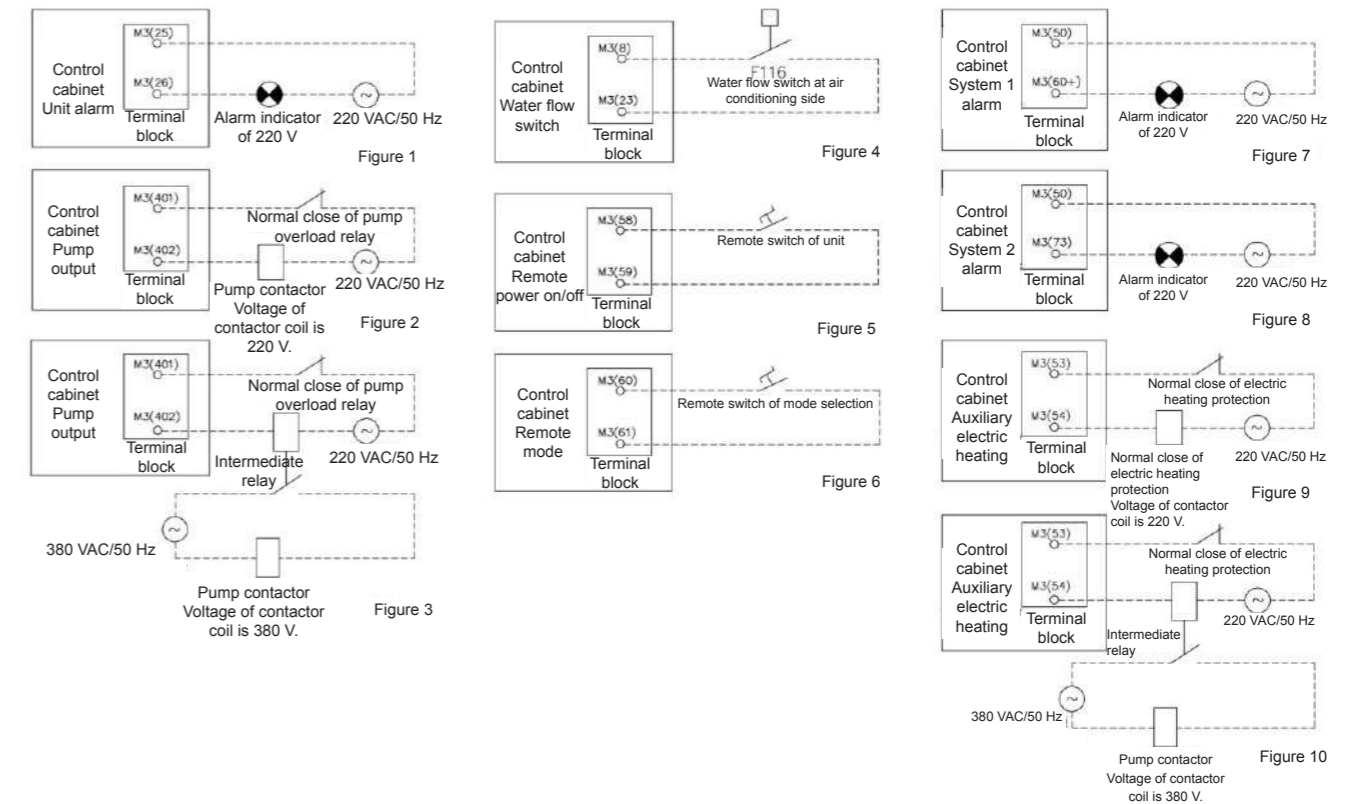 M3(25)
Control
cabinet
Unit alarm
M3(26)
Terminal
block
Alarm indicator
of 220 V
220 VAC/50 Hz
Figure 1
M3(401)
Control
cabinet
Pump
output
Normal close of pump
overload relay
M3(402)
Terminal
block
Pump contactor
Voltage of
contactor coil is
220 V.
220 VAC/50 Hz
Figure 2
M3(401)
Control
cabinet
Pump
output
Normal close of pump
overload relay
M3(402)
Terminal
block
Intermediate
relay
220 VAC/50 Hz
380 VAC/50 Hz
Pump contactor
Voltage of contactor
coil is 380 V.
Figure 3
M3(8)
Control
cabinet
Water flow
switch
F116
Water flow switch at air
conditioning side
M3(23)
Terminal
block
Figure 4
M3(58)
Control
cabinet
Remote
power on/off
Remote switch of unit
M3(59)
Terminal
block
Figure 5
M3(60)
Control
cabinet
Remote
mode
Remote switch of mode selection
M3(61)
Terminal
block
Figure 6
M3(50)
Control
cabinet
System 1
alarm
M3(60+)
Terminal
block
Alarm indicator
of 220 V
220 VAC/50 Hz
Figure 7
M3(50)
Control
cabinet
System 2
alarm
M3(73)
Terminal
block
Alarm indicator
of 220 V
220 VAC/50 Hz
Figure 8
M3(53)
Control
cabinet
Auxiliary
electric
heating
Normal close of electric
heating protection
M3(54)
Terminal
block
Normal close of
electric heating
protection
Voltage of contactor
coil is 220 V.
220 VAC/50 Hz
Figure 9
M3(53)
Control
cabinet
Auxiliary
electric
heating
Normal close of electric
heating protection
M3(54)
Terminal
block
Intermediate
relay
220 VAC/50 Hz
380 VAC/50 Hz
Pump contactor
Voltage of contactor
coil is 380 V.
Figure 10